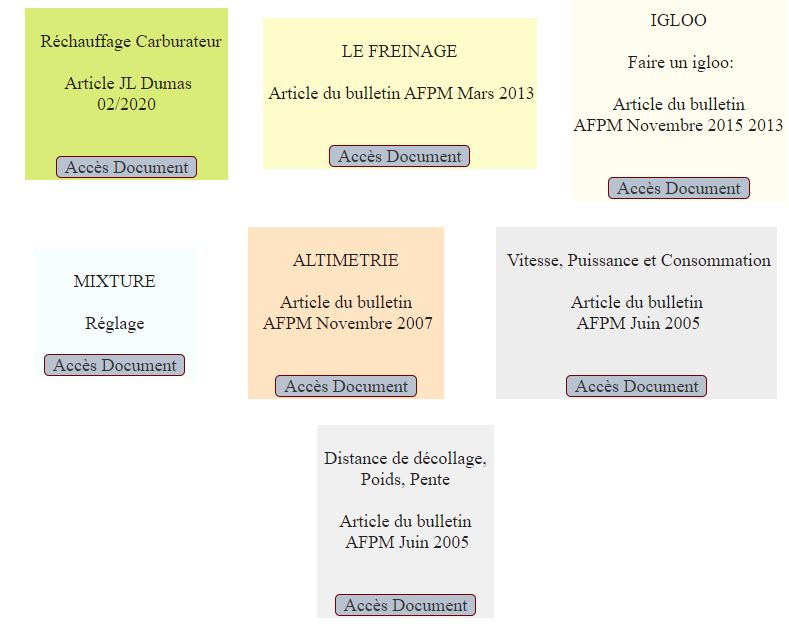 Réchauffage Carburateur
Article JL Dumas
02/2020
Accès Document
LE FREINAGE
Article du bulletin AFPM Mars 2013
Accès Document
IGLOO
Faire un igloo:
Article du bulletin
AFPM Novembre 2015 2013
Accès Document
MIXTURE
Réglage
Accès Document
ALTIMETRIE
Article du bulletin
AFPM Novembre 2007
Accès Document
Vitesse, Puissance et Consommation
Article du bulletin
AFPM Juin 2005
Accès Document
Distance de décollage,
Poids, Pente
Article du bulletin
AFPM Juin 2005
Accès Document